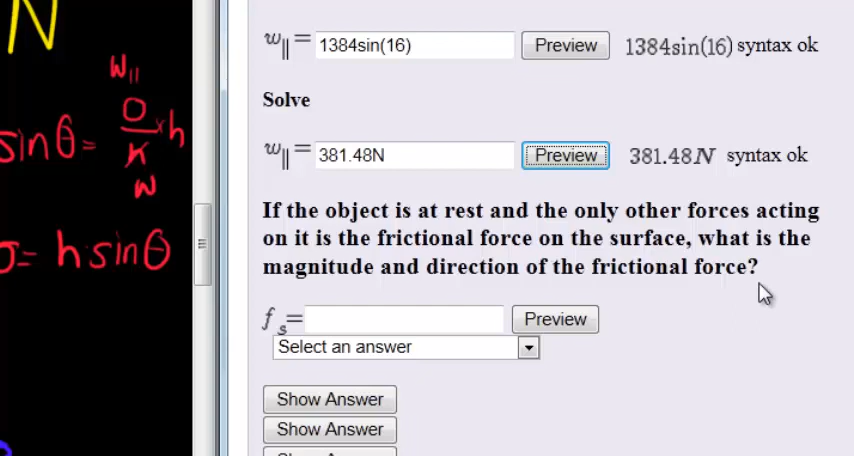 N
W||
sinθ= O/h ×h
W
O= h sinθ
w||= 1384sin(16) Preview 1384sin(16) syntax ok
Solve
w||= 381.48N Preview 381.48N syntax ok
If the object is at rest and the only other forces acting
on it is the frictional force on the surface, what is the
magnitude and direction of the frictional force?
f s= Preview
Select an answer
Show Answer
Show Answer